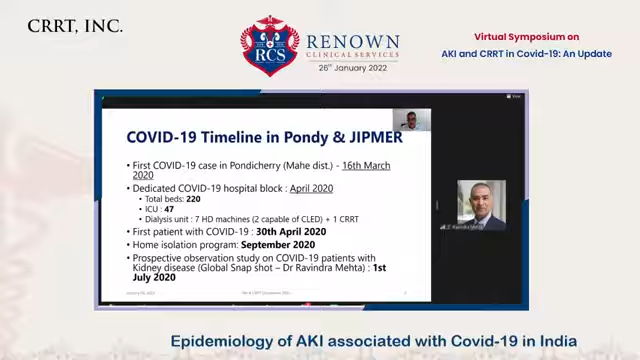 CRRT, INC.
RCS
RENOWN
CLINICAL SERVICES
26th January 2022
Virtual Symposium on
AKI and CRRT in Covid-19: An Update
View
COVID-19 Timeline in Pondy & JIPMER
• First COVID-19 case in Pondicherry (Mahe dist.) - 16th March
2020
• Dedicated COVID-19 hospital block : April 2020
• Total beds: 220
• ICU : 47
• Dialysis unit : 7 HD machines (2 capable of CLED) + 1 CRRT
• First patient with COVID-19 : 30th April 2020
• Home isolation program: September 2020
• Prospective observation study on COVID-19 patients with
Kidney disease (Global Snap shot – Dr Ravindra Mehta) : 1st
July 2020
Ravindra Mehta
Epidemiology of AKI associated with Covid-19 in India